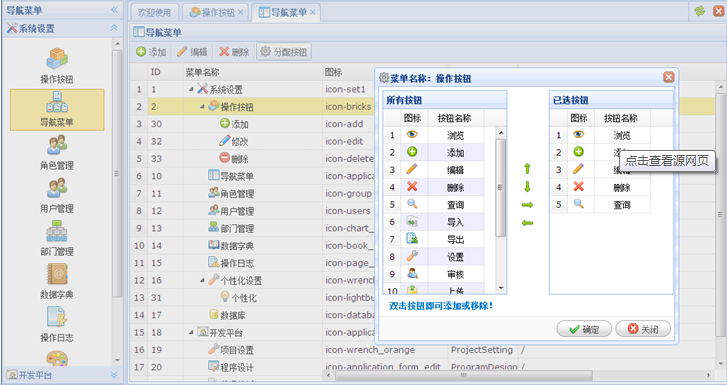 导航菜单
系统设置
操作按钮
导航菜单
角色管理
用户管理
部门管理
数据字典
操作日志
开发平台
欢迎使用 操作按钮 导航菜单
导航菜单
添加 编辑 删除 分配按钮
ID 菜单名称 图标
1 1 系统设置 icon-set1
2 2 操作按钮 icon-bricks
3 30 添加 icon-add
4 32 修改 icon-edit
5 33 删除 icon-delete
6 10 导航菜单 icon-applica
7 11 角色管理 icon-group
8 12 用户管理 icon-users
9 13 部门管理 icon-chart_
10 14 数据字典 icon-book_
11 15 操作日志 icon-page_
12 16 个性化设置 icon-wrench
13 31 个性化 icon-lightbu
14 17 数据库 icon-databa
15 18 开发平台 icon-applica
16 19 项目设置 icon-wrench_orange ProjectSetting /
17 20 程序设计 icon-application_form_edit ProgramDesign /
菜单名称：操作按钮
所有按钮
图标 按钮名称
1 浏览
2 添加
3 编辑
4 删除
5 查询
6 导入
7 导出
8 设置
9 审核
10 上传
已选按钮
图标 按钮名称
1 浏览
2 添
3 编辑
4 删除
5 查询
点击查看源网页
双击按钮即可添加或移除！
确定 关闭